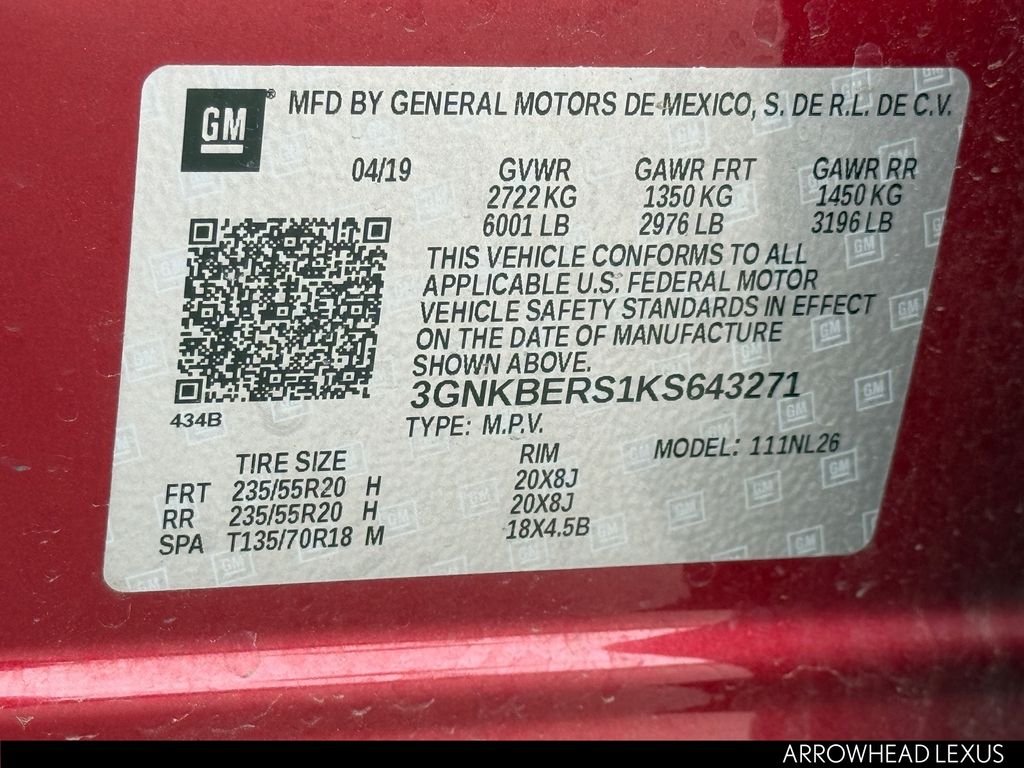 GM ® MFD BY GENERAL MOTORS DE MEXICO, S. DE R.L. DE C.V.
04/19 GVWR GAWR FRT GAWR RR
2722 KG 1350 KG 1450 KG
6001 LB 2976 LB 3196 LB
THIS VEHICLE CONFORMS TO ALL
APPLICABLE U.S. FEDERAL MOTOR
VEHICLE SAFETY STANDARDS IN EFFECT
ON THE DATE OF MANUFACTURE
SHOWN ABOVE.
3GNKBERS1KS643271
434B
TYPE: M.P.V.
MODEL: 111NL26
TIRE SIZE RIM
FRT 235/55R20 H 20X8J
RR 235/55R20 H 20X8J
SPA T135/70R18 M 18X4.5B
ARROWHEAD LEXUS